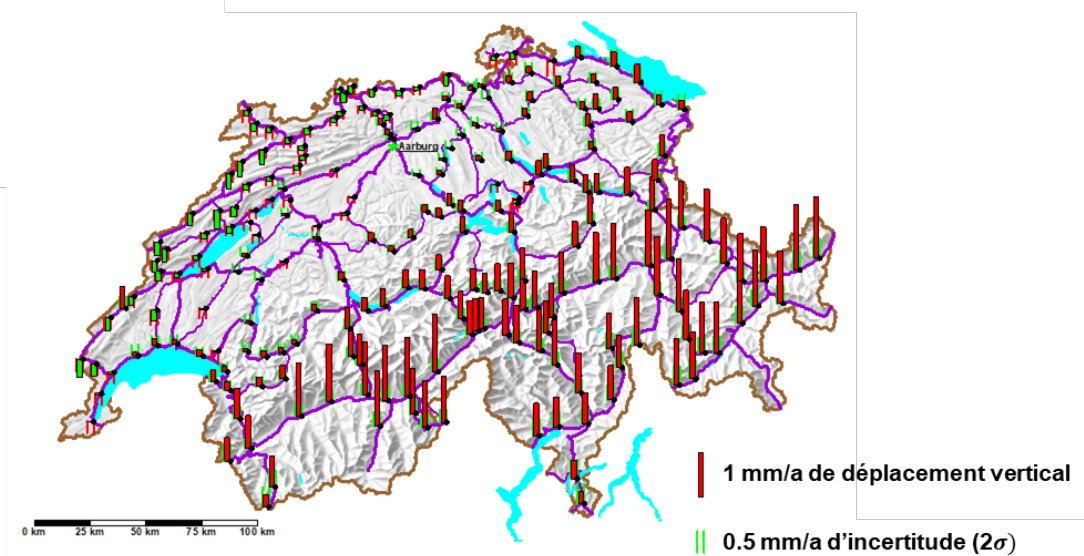 Aarburg
1 mm/a de déplacement vertical
0 km 25 km 50 km 75 km 100 km
0.5 mm/a d’incertitude (2σ)